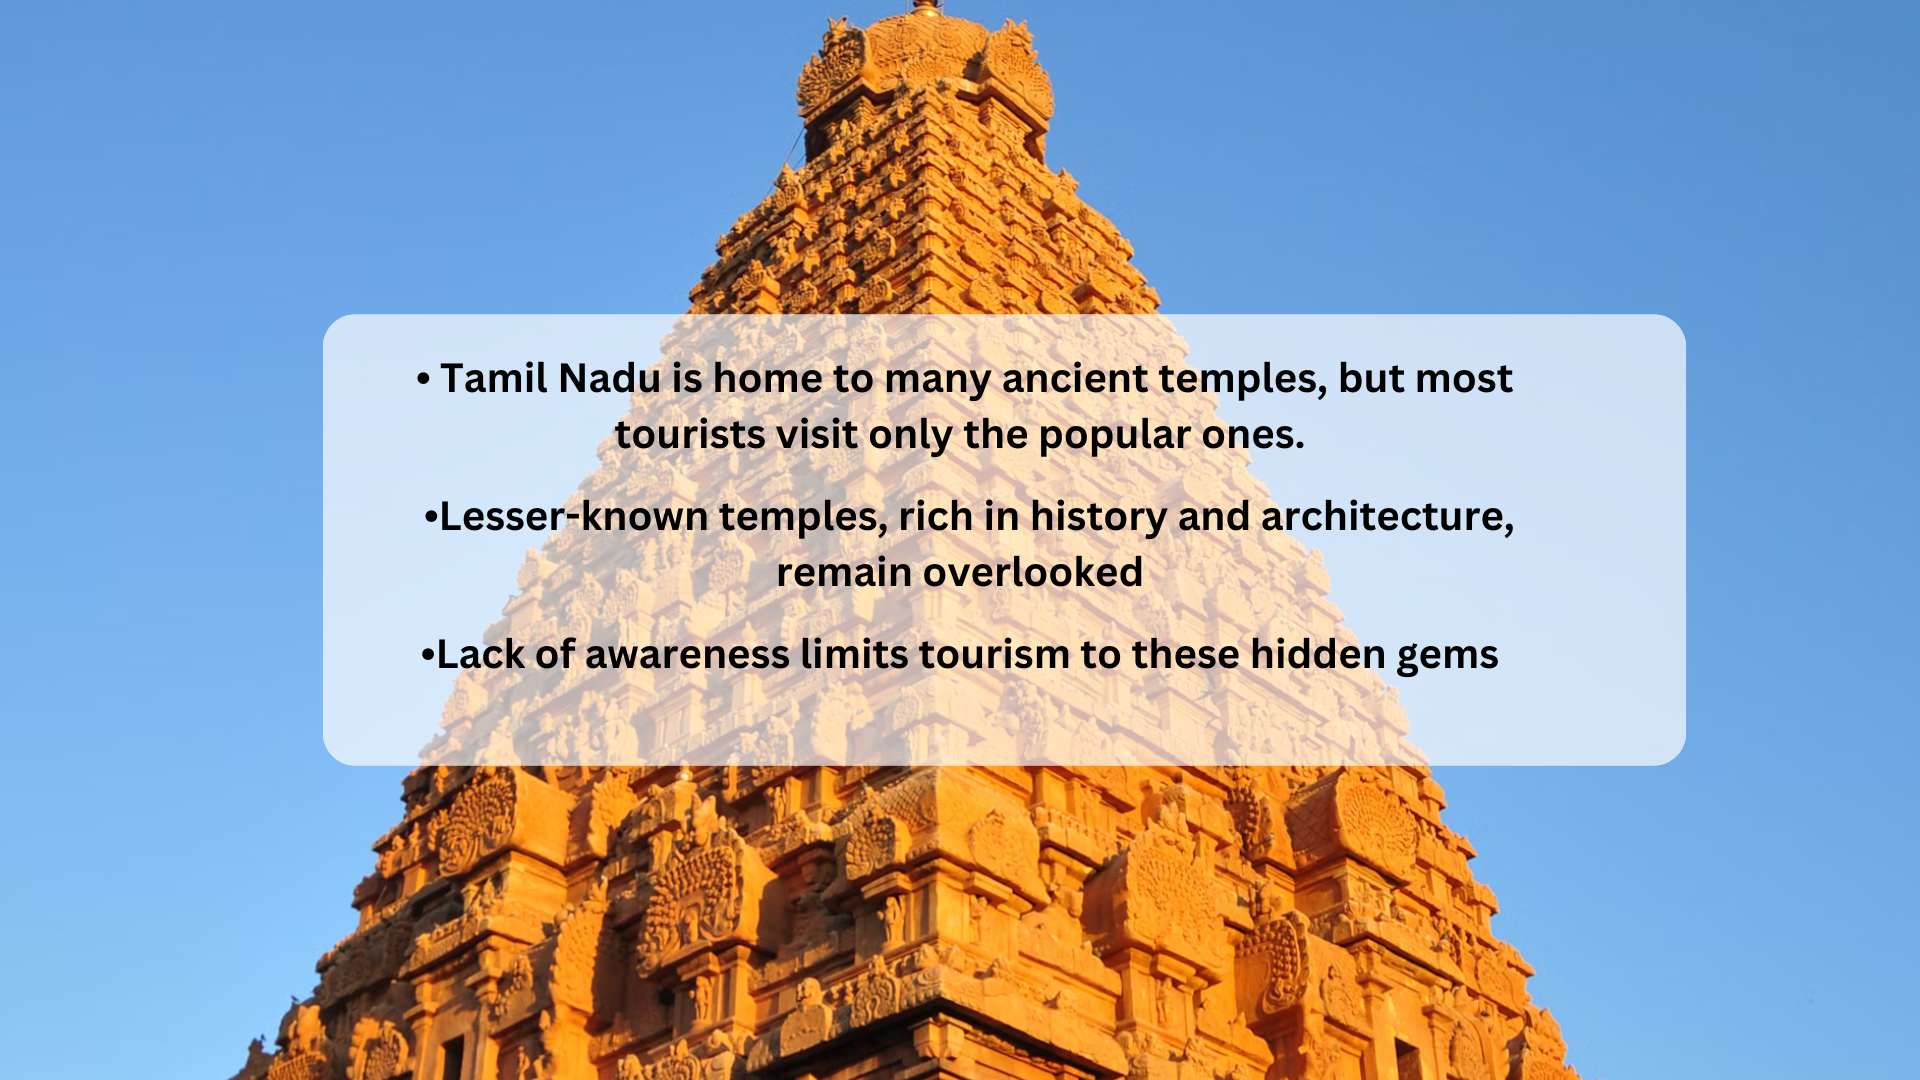 • Tamil Nadu is home to many ancient temples, but most
tourists visit only the popular ones.
•Lesser-known temples, rich in history and architecture,
remain overlooked
•Lack of awareness limits tourism to these hidden gems